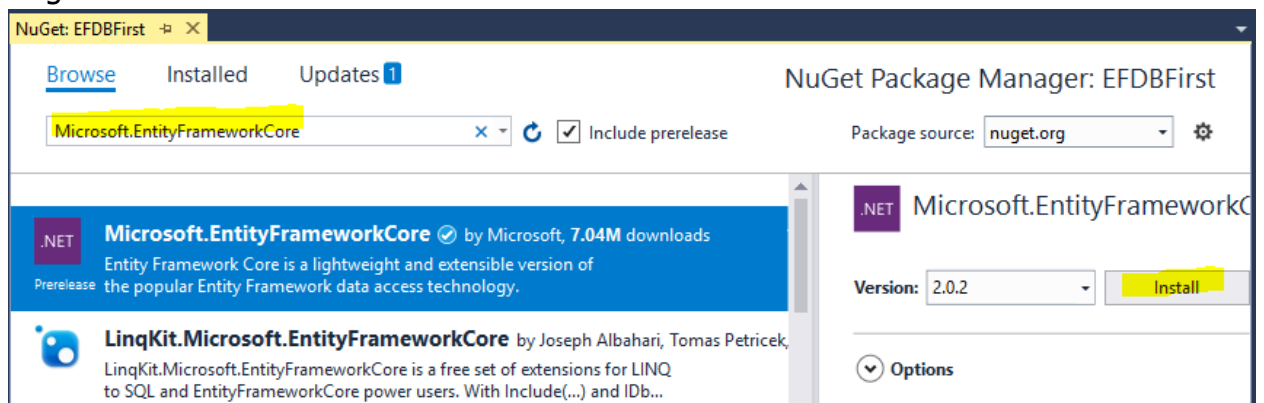 NuGet: EFDBFirst
Browse Installed Updates 1
NuGet Package Manager: EFDBFirst
Microsoft.EntityFrameworkCore
Include prerelease
Package source: nuget.org
.NET
Microsoft.EntityFrameworkCore by Microsoft, 7.04M downloads
Entity Framework Core is a lightweight and extensible version of
Prerelease the popular Entity Framework data access technology.
LinqKit.Microsoft.EntityFrameworkCore by Joseph Albahari, Tomas Petricek,
LinqKit.Microsoft.EntityFrameworkCore is a free set of extensions for LINQ
to SQL and EntityFrameworkCore power users. With Include(...) and IDb...
.NET Microsoft.EntityFrameworkC
Version: 2.0.2 Install
Options